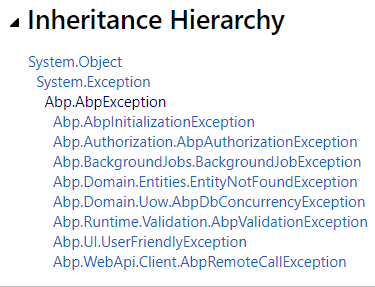 Inheritance Hierarchy
System.Object
System.Exception
Abp.AbpException
Abp.AbpInitializationException
Abp.Authorization.AbpAuthorizationException
Abp.BackgroundJobs.BackgroundJobException
Abp.Domain.Entities.EntityNotFoundException
Abp.Domain.Uow.AbpDbConcurrencyException
Abp.Runtime.Validation.AbpValidationException
Abp.UI.UserFriendlyException
Abp.WebApi.Client.AbpRemoteCallException